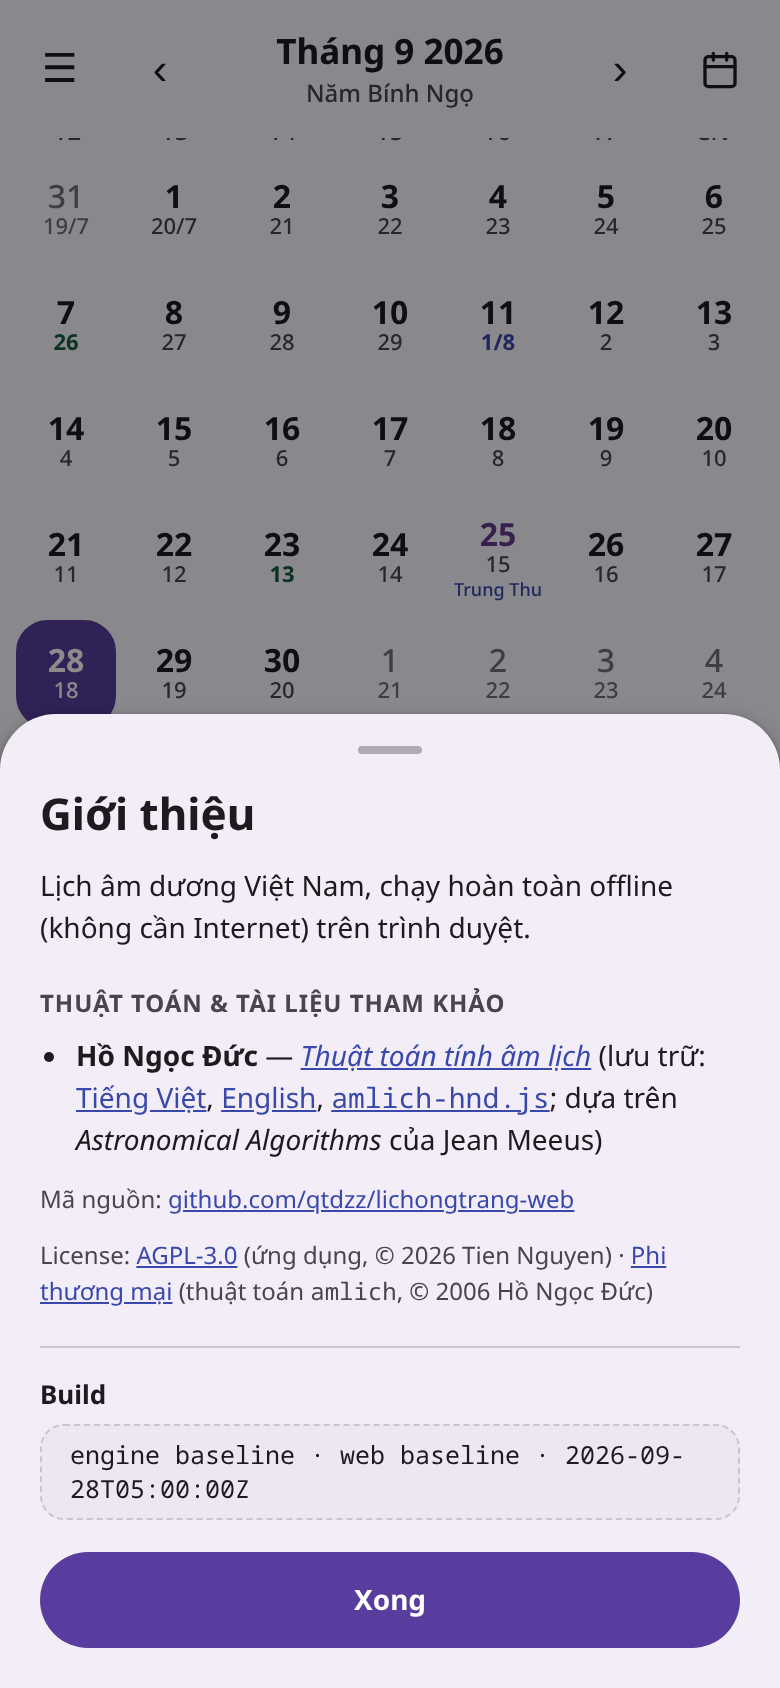 ☰ ‹ Tháng 9 2026 › 
Năm Bính Ngọ
31 1 2 3 4 5 6
19/7 20/7 21 22 23 24 25
7 8 9 10 11 12 13
26 27 28 29 1/8 2 3
14 15 16 17 18 19 20
4 5 6 7 8 9 10
21 22 23 24 25 26 27
11 12 13 14 15 16 17
Trung Thu
28 29 30 1 2 3 4
18 19 20 21 22 23 24
Giới thiệu
Lịch âm dương Việt Nam, chạy hoàn toàn offline
(không cần Internet) trên trình duyệt.
THUẬT TOÁN & TÀI LIỆU THAM KHẢO
• Hồ Ngọc Đức — Thuật toán tính âm lịch (lưu trữ:
Tiếng Việt, English, amlich-hnd.js; dựa trên
Astronomical Algorithms của Jean Meeus)
Mã nguồn: github.com/qtdzz/lichongtrang-web
License: AGPL-3.0 (ứng dụng, © 2026 Tien Nguyen) · Phi
thương mại (thuật toán amlich, © 2006 Hồ Ngọc Đức)
Build
engine baseline · web baseline · 2026-09-
28T05:00:00Z
Xong